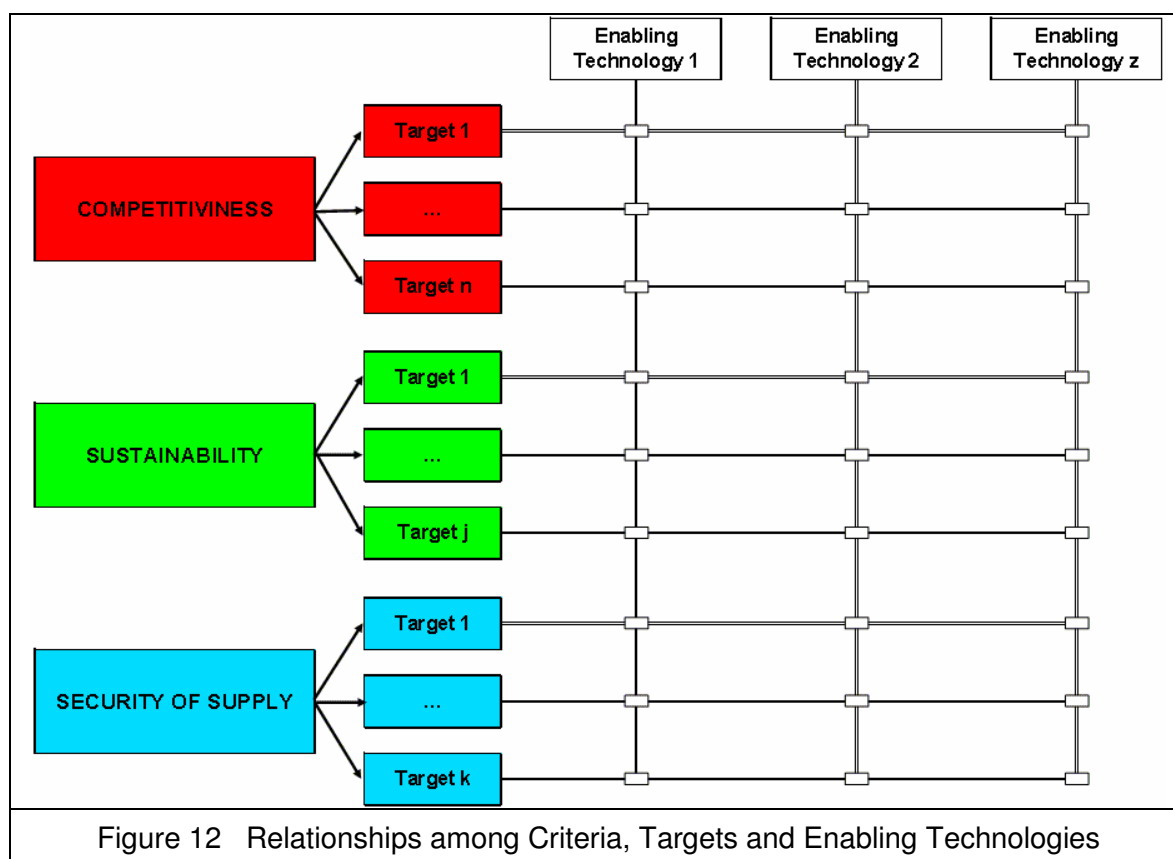 Enabling
Technology 1
Enabling
Technology 2
Enabling
Technology z
COMPETITIVINESS
Target 1
...
Target n
SUSTAINABILITY
Target 1
...
Target j
SECURITY OF SUPPLY
Target 1
...
Target k
Figure 12 Relationships among Criteria, Targets and Enabling Technologies